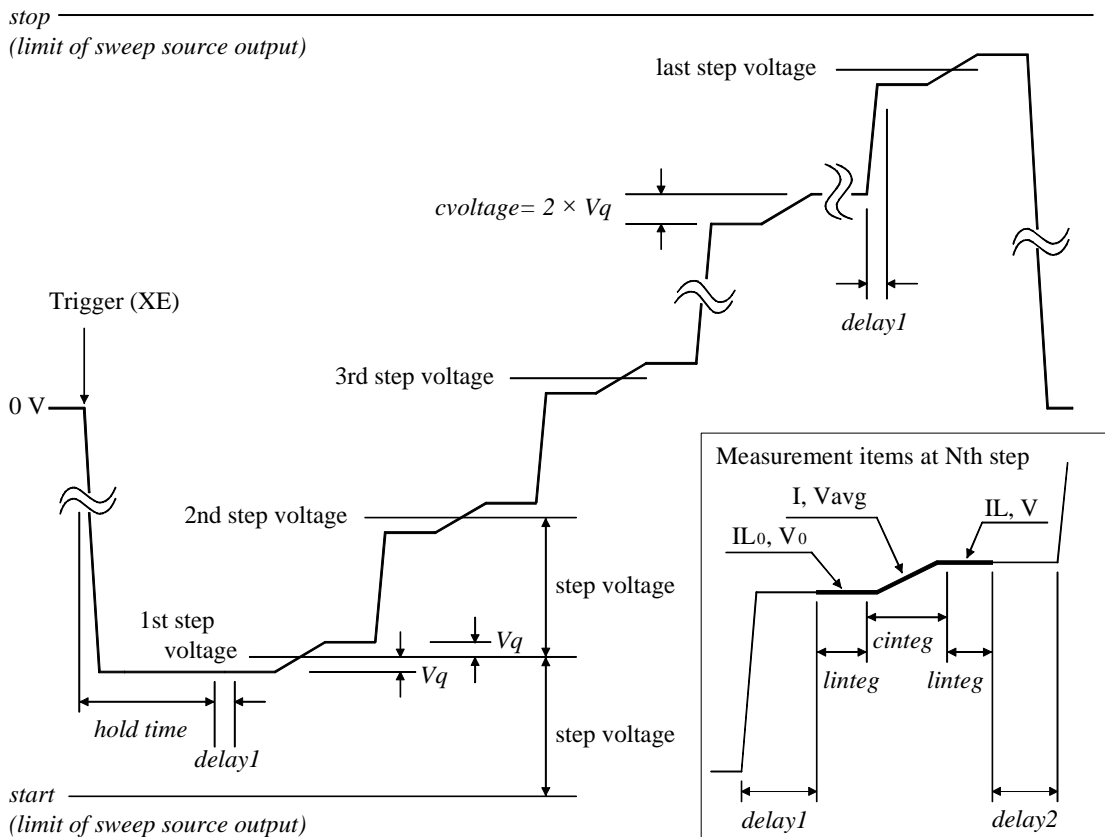 stop
(limit of sweep source output)
last step voltage
cvoltage= 2 × Vq
delay1
Trigger (XE)
3rd step voltage
0 V
2nd step voltage
step voltage
1st step
voltage
Vq
Vq
hold time
delay1
step voltage
start
(limit of sweep source output)
Measurement items at Nth step
I, Vavg
IL0, V0
IL, V
cinteg
linteg
linteg
delay1
delay2